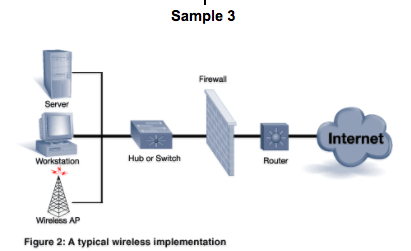 Sample 3
Server
Workstation
Wireless AP
Hub or Switch
Firewall
Router
Internet
Figure 2: A typical wireless implementation